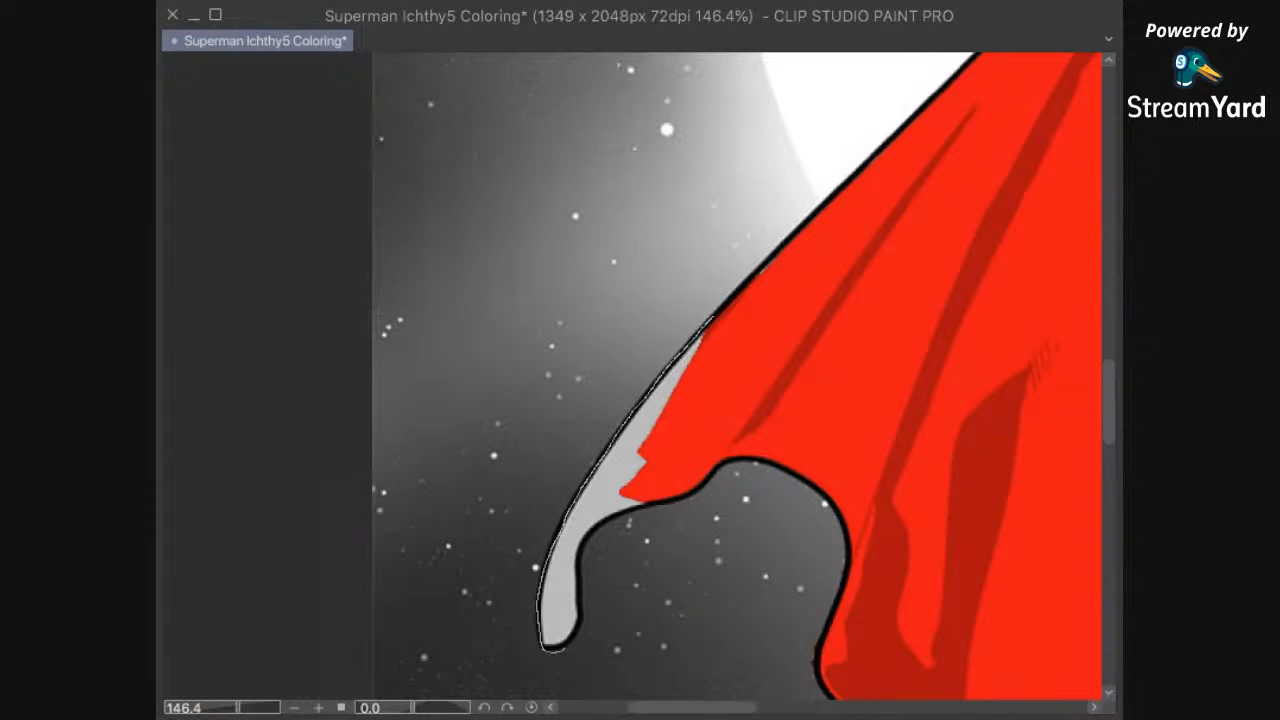 Superman Ichthy5 Coloring* (1349 x 2048px 72dpi 146.4%) - CLIP STUDIO PAINT PRO
Superman Ichthy5 Coloring*
Powered by
S
StreamYard
146.4
0.0